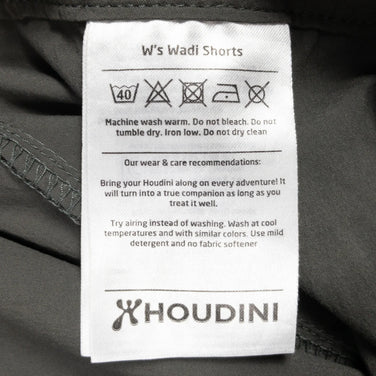 W's Wadi Shorts
40
Machine wash warm. Do not bleach. Do not
tumble dry. Iron low. Do not dry clean
Our wear & care recommendations:
Bring your Houdini along on every adventure! It
will turn into a true companion as long as you
treat it well.
Try airing instead of washing. Wash at cool
temperatures and with similar colors. Use mild
detergent and no fabric softener
HOUDINI